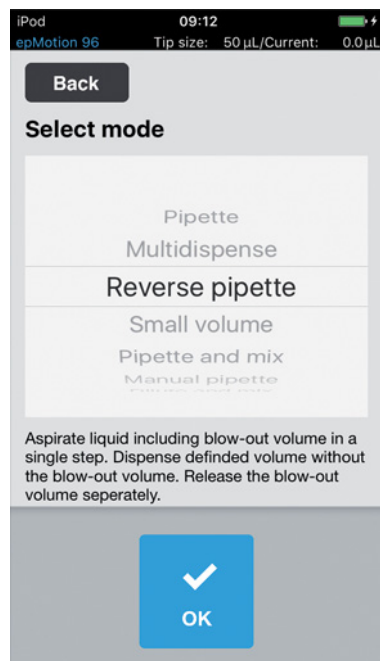 iPod 09:12
epMotion 96 Tip size: 50 µL/Current: 0.0µL
Back
Select mode
Pipette
Multidispense
Reverse pipette
Small volume
Pipette and mix
Manual pipette
Aspirate liquid including blow-out volume in a
single step. Dispense definded volume without
the blow-out volume. Release the blow-out
volume seperately.
OK